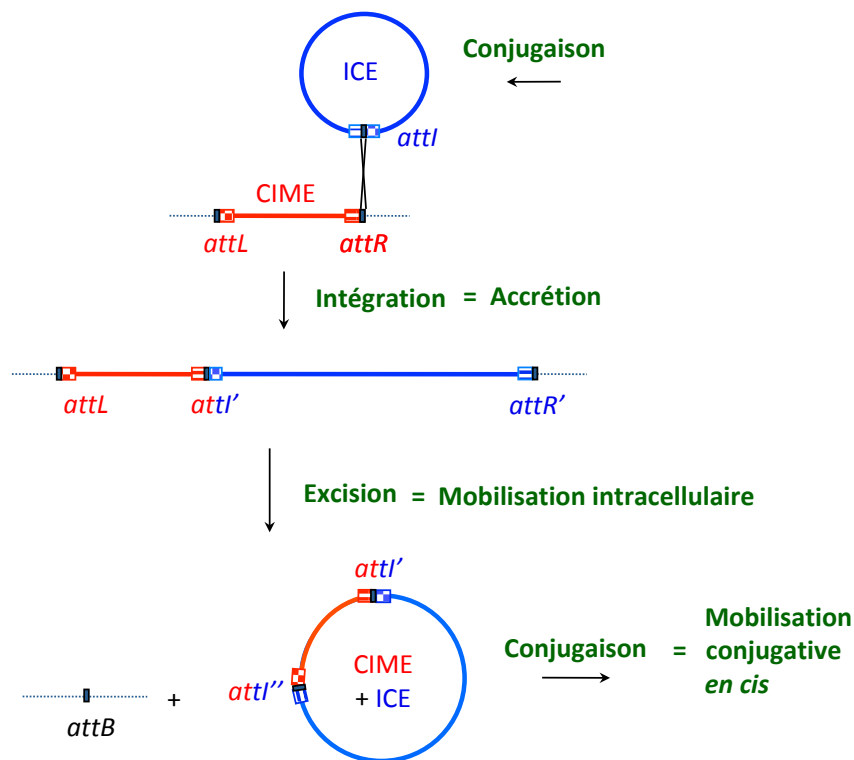 ICE
Conjugaison
attI
CIME
attL
attR
Intégration = Accrétion
attL
attI’
attR’
Excision = Mobilisation intracellulaire
attI’
CIME
+ ICE
attI’’
attB
+
Conjugaison =
Mobilisation
conjugative
en cis